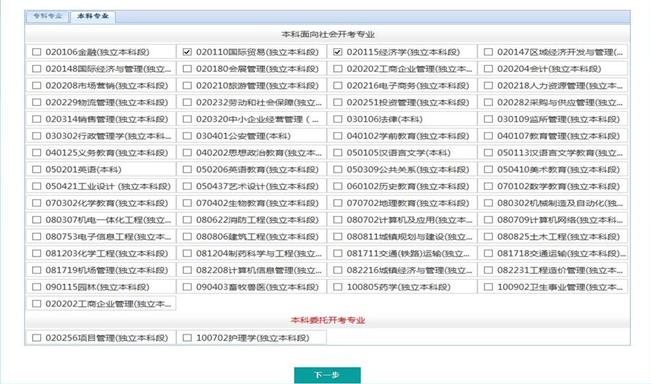 专科专业 本科专业
本科面向社会开考专业
020106金融(独立本科段) 020110国际贸易(独立本科段) 020115经济学(独立本科段) 020147区域经济开发与管理(...
020148国际经济与管理(独立... 020180会展管理(独立本科段) 020202工商企业管理(独立本... 020204会计(独立本科段)
020208市场营销(独立本科段) 020210旅游管理(独立本科段) 020216电子商务(独立本科段) 020218人力资源管理(独立本...
020229物流管理(独立本科段) 020232劳动和社会保障(独立... 020251投资管理(独立本科段) 020282采购与供应管理(独立...
020314销售管理(独立本科段) 020320中小企业经营管理（... 030106法律(本科) 030109监所管理(独立本科段)
030302行政管理学(独立本科... 030401公安管理(本科) 040102学前教育(独立本科段) 040107教育管理(独立本科段)
040125义务教育(独立本科段) 040202思想政治教育(独立本... 050105汉语言文学(本科) 050113汉语言文学教育(独立...
050201英语(本科) 050206英语教育(独立本科段) 050309公共关系(独立本科段) 050410美术教育(独立本科段)
050421工业设计 (独立本科段) 050437艺术设计(独立本科段) 060102历史教育(独立本科段) 070102数学教育(独立本科段)
070302化学教育(独立本科段) 070402生物教育(独立本科段) 070702地理教育(独立本科段) 080302机械制造及自动化(独...
080307机电一体化工程(独立... 080622消防工程(独立本科段) 080702计算机及应用(独立本... 080709计算机网络(独立本科...
080753电子信息工程(独立本... 080806建筑工程(独立本科段) 080811城镇规划与建设(独立... 080825土木工程(独立本科段)
081203化学工程(独立本科段) 081204制药科学与工程(独立... 081711交通(铁路)运输(独立... 081718交通运输(独立本科段...
081719机场管理(独立本科段) 082208计算机信息管理(独立... 082216城镇经济与管理(独立... 082231工程造价管理(独立本...
090115园林(独立本科段) 090403畜牧兽医(独立本科段) 100805药学(独立本科段) 100902卫生事业管理(独立本...
020202工商企业管理(独立本...
本科委托开考专业
020256项目管理(独立本科段) 100702护理学(独立本科段)
下一步